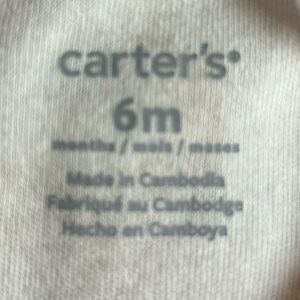 carter's
6m
months / mois / meses
Made in Cambodia
Fabriqué au Cambodge
Hecho en Camboya